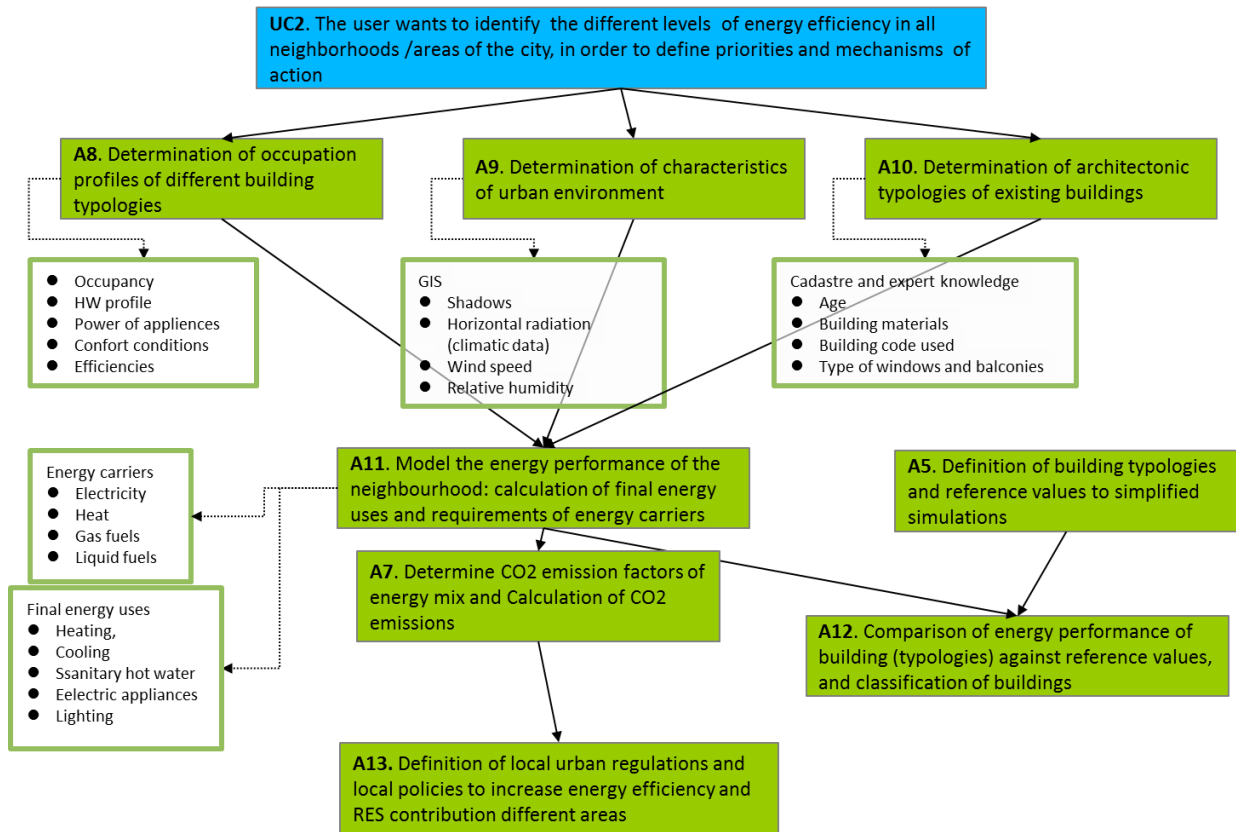 UC2. The user wants to identify the different levels of energy efficiency in all
neighborhoods /areas of the city, in order to define priorities and mechanisms of
action
A8. Determination of occupation
profiles of different building
typologies
A9. Determination of characteristics
of urban environment
A10. Determination of architectonic
typologies of existing buildings
● Occupancy
● HW profile
● Power of appliences
● Confort conditions
● Efficiencies
GIS
● Shadows
● Horizontal radiation
(climatic data)
● Wind speed
● Relative humidity
Cadastre and expert knowledge
● Age
● Building materials
● Building code used
● Type of windows and balconies
Energy carriers
● Electricity
● Heat
● Gas fuels
● Liquid fuels
A11. Model the energy performance of the
neighbourhood: calculation of final energy
uses and requirements of energy carriers
A5. Definition of building typologies
and reference values to simplified
simulations
Final energy uses
● Heating,
● Cooling
● Ssanitary hot water
● Eelectric appliances
● Lighting
A7. Determine CO2 emission factors of
energy mix and Calculation of CO2
emissions
A12. Comparison of energy performance of
building (typologies) against reference values,
and classification of buildings
A13. Definition of local urban regulations and
local policies to increase energy efficiency and
RES contribution different areas